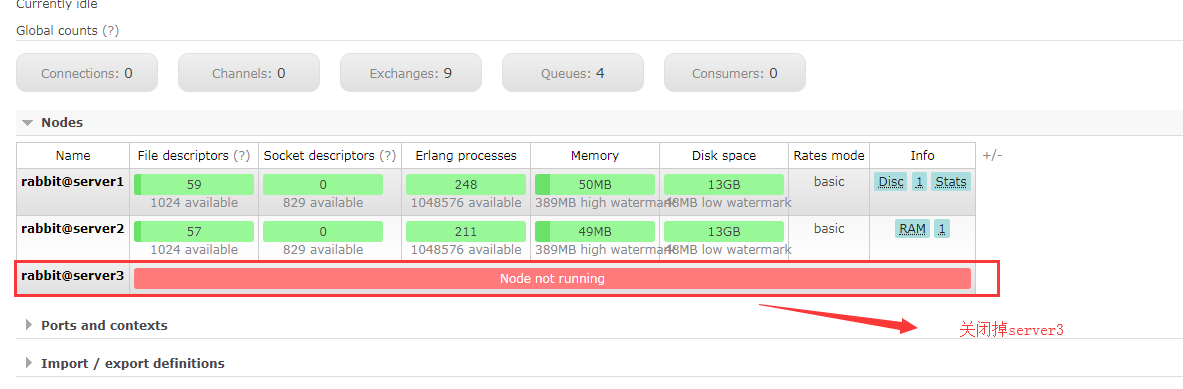 Currently idle
Global counts (?)
Connections: 0 Channels: 0 Exchanges: 9 Queues: 4 Consumers: 0
Nodes
Name File descriptors (?) Socket descriptors (?) Erlang processes Memory Disk space Rates mode Info +/-
rabbit@server1 59 0 248 50MB 13GB basic Disc 1 Stats
1024 available 829 available 1048576 available 389MB high watermark 48MB low watermark
rabbit@server2 57 0 211 49MB 13GB basic RAM 1
1024 available 829 available 1048576 available 389MB high watermark 48MB low watermark
rabbit@server3 Node not running
Ports and contexts
关闭掉server3
Import / export definitions